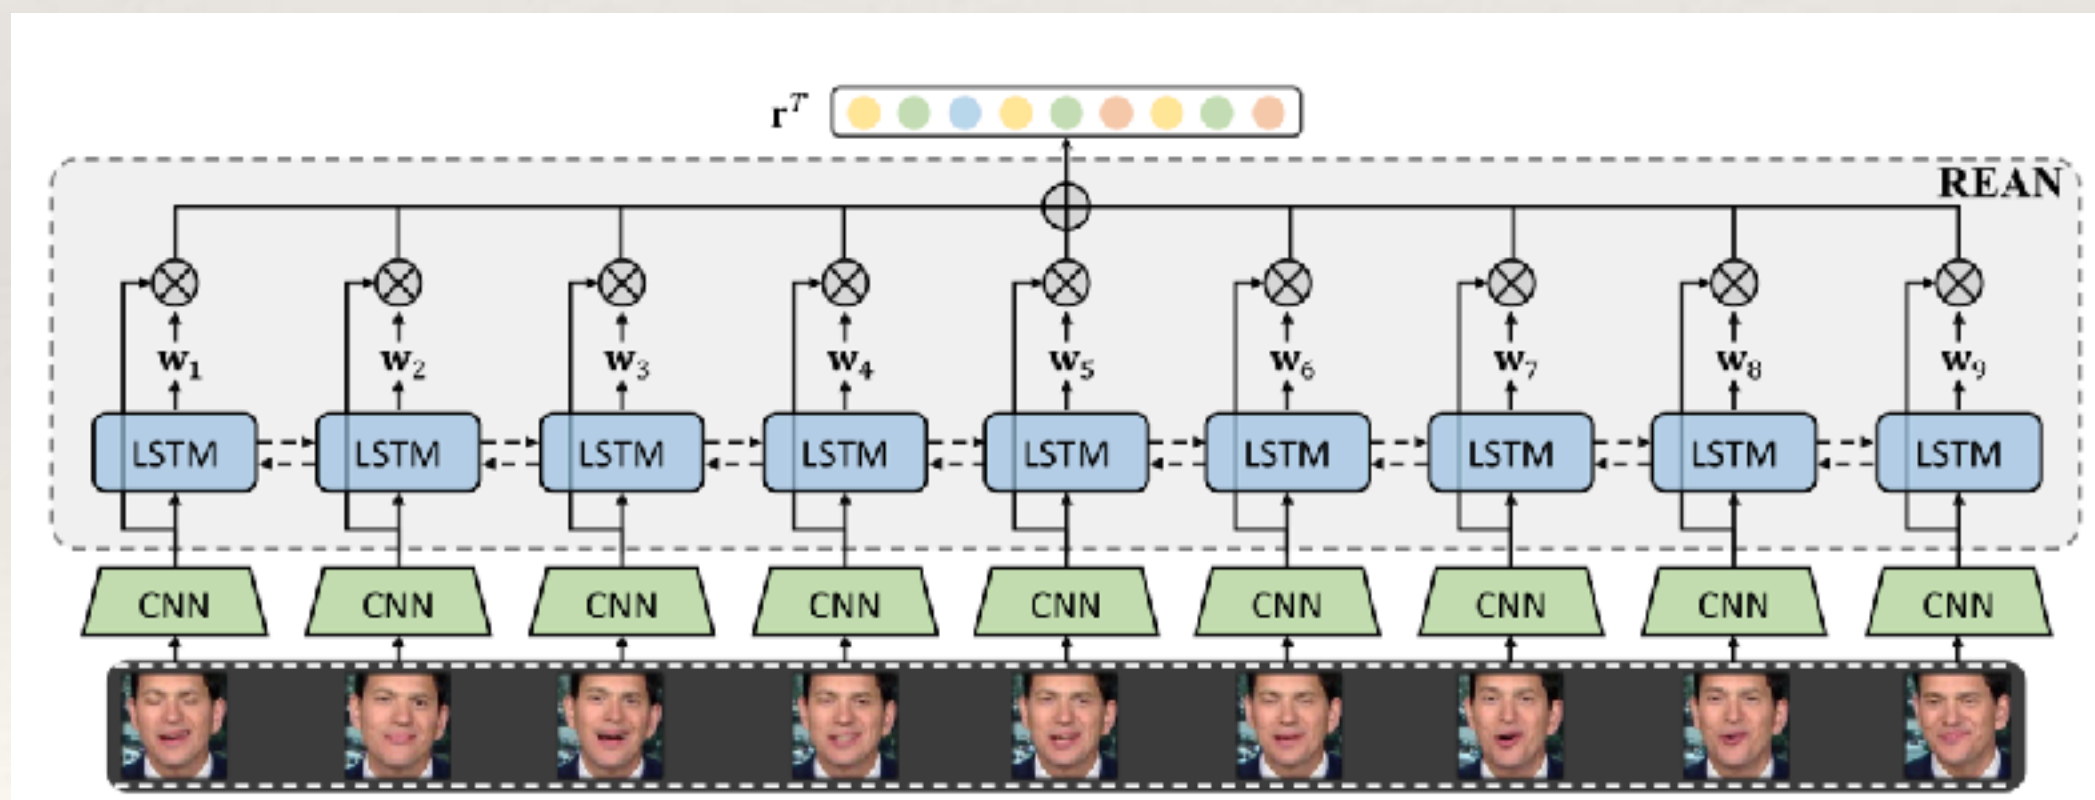 r^T
REAN
w₁ w₂ w₃ w₄ w₅ w₆ w₇ w₈ w₉
LSTM LSTM LSTM LSTM LSTM LSTM LSTM LSTM LSTM
CNN CNN CNN CNN CNN CNN CNN CNN CNN